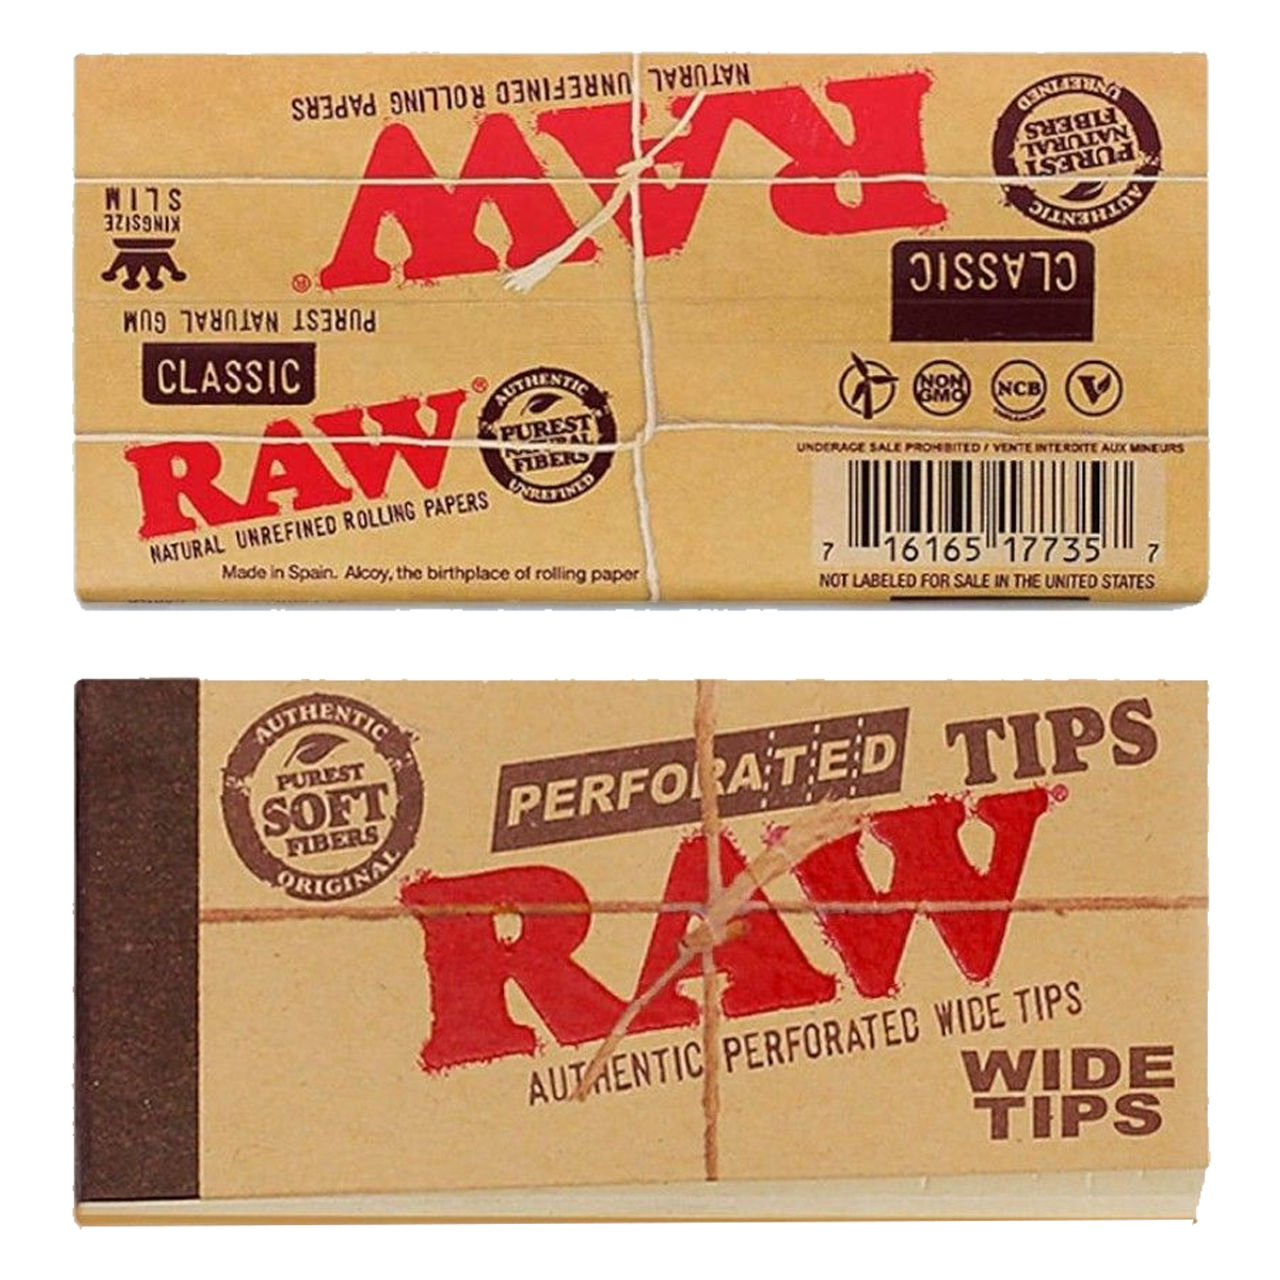 NATURAL UNREFINED ROLLING PAPERS
RAW®
AUTHENTIC
PUREST
NATURAL
FIBERS
UNREFINED
KINGSIZE
SLIM
CLASSIC
PUREST NATURAL GUM
CLASSIC
RAW®
NATURAL UNREFINED ROLLING PAPERS
AUTHENTIC
PUREST
NATURAL
FIBERS
UNREFINED
Made in Spain. Alcoy, the birthplace of rolling paper
NON
GMO
NCB
V
UNDERAGE SALE PROHIBITED / VENTE INTERDITE AUX MINEURS
7 16165 17735 7
NOT LABELED FOR SALE IN THE UNITED STATES
AUTHENTIC
PUREST
SOFT
FIBERS
ORIGINAL
PERFORATED TIPS
RAW®
AUTHENTIC PERFORATED WIDE TIPS
WIDE
TIPS